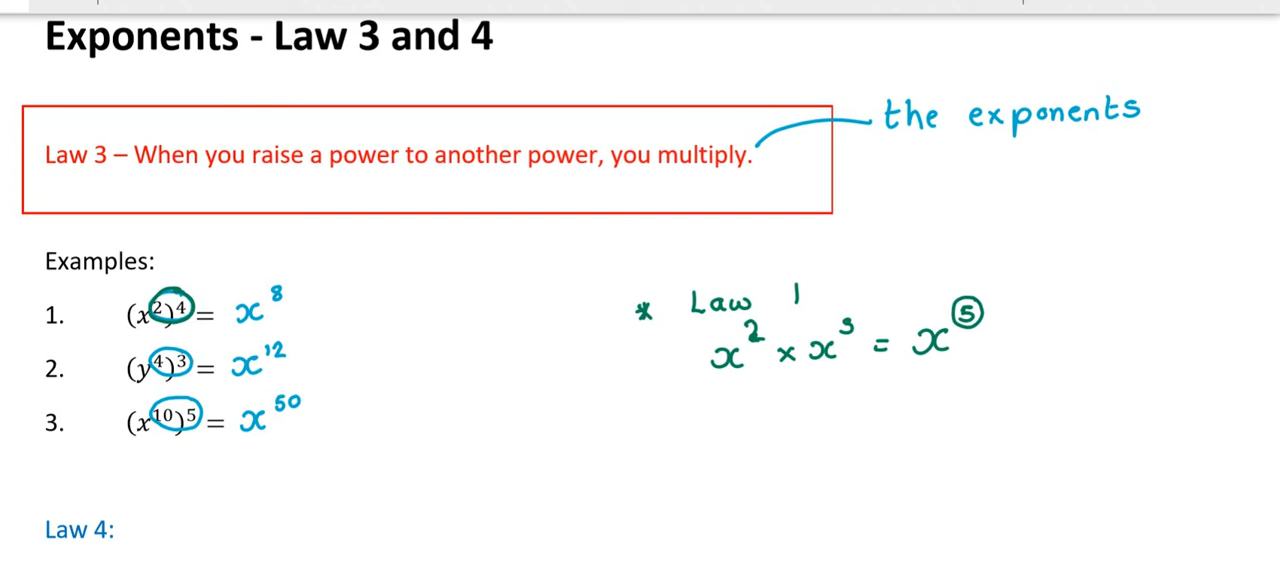 Exponents - Law 3 and 4
the exponents
Law 3 – When you raise a power to another power, you multiply.
Examples:
1. (x²)⁴ = x⁸
* Law 1
x² × x³ = x⁵
2. (y⁴)³ = x¹²
3. (x¹⁰)⁵ = x⁵⁰
Law 4: